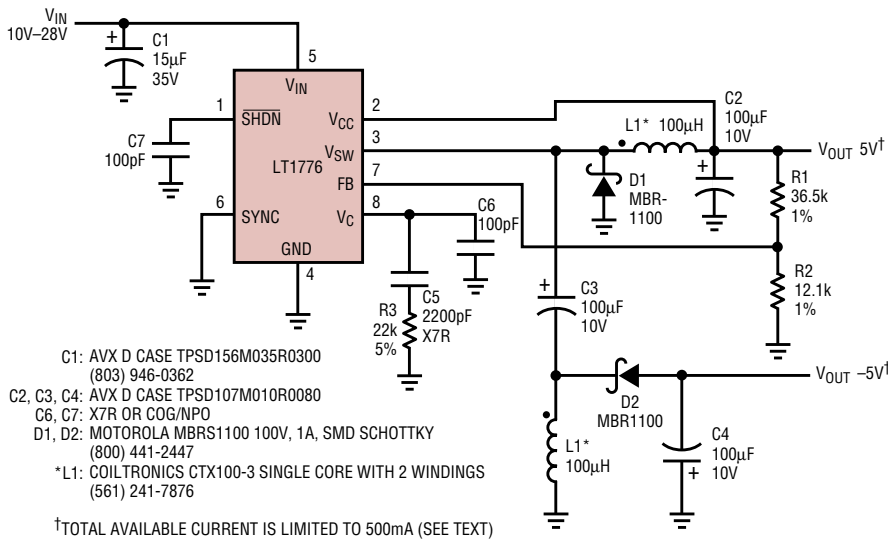 VIN
10V–28V
C1
15µF
35V
+
5
VIN
1
SHDN
C7
100pF
2
VCC
3
VSW
LT1776
7
FB
6
SYNC
8
VC
GND
4
C6
100pF
R3
22k
5%
C5
2200pF
X7R
L1* 100µH
C2
100µF
10V
+
VOUT 5V†
D1
MBR-
1100
R1
36.5k
1%
R2
12.1k
1%
+
C3
100µF
10V
D2
MBR1100
VOUT –5V†
L1*
100µH
C4
100µF
10V
+
C1: AVX D CASE TPSD156M035R0300
(803) 946-0362
C2, C3, C4: AVX D CASE TPSD107M010R0080
C6, C7: X7R OR COG/NPO
D1, D2: MOTOROLA MBRS1100 100V, 1A, SMD SCHOTTKY
(800) 441-2447
*L1: COILTRONICS CTX100-3 SINGLE CORE WITH 2 WINDINGS
(561) 241-7876
†TOTAL AVAILABLE CURRENT IS LIMITED TO 500mA (SEE TEXT)